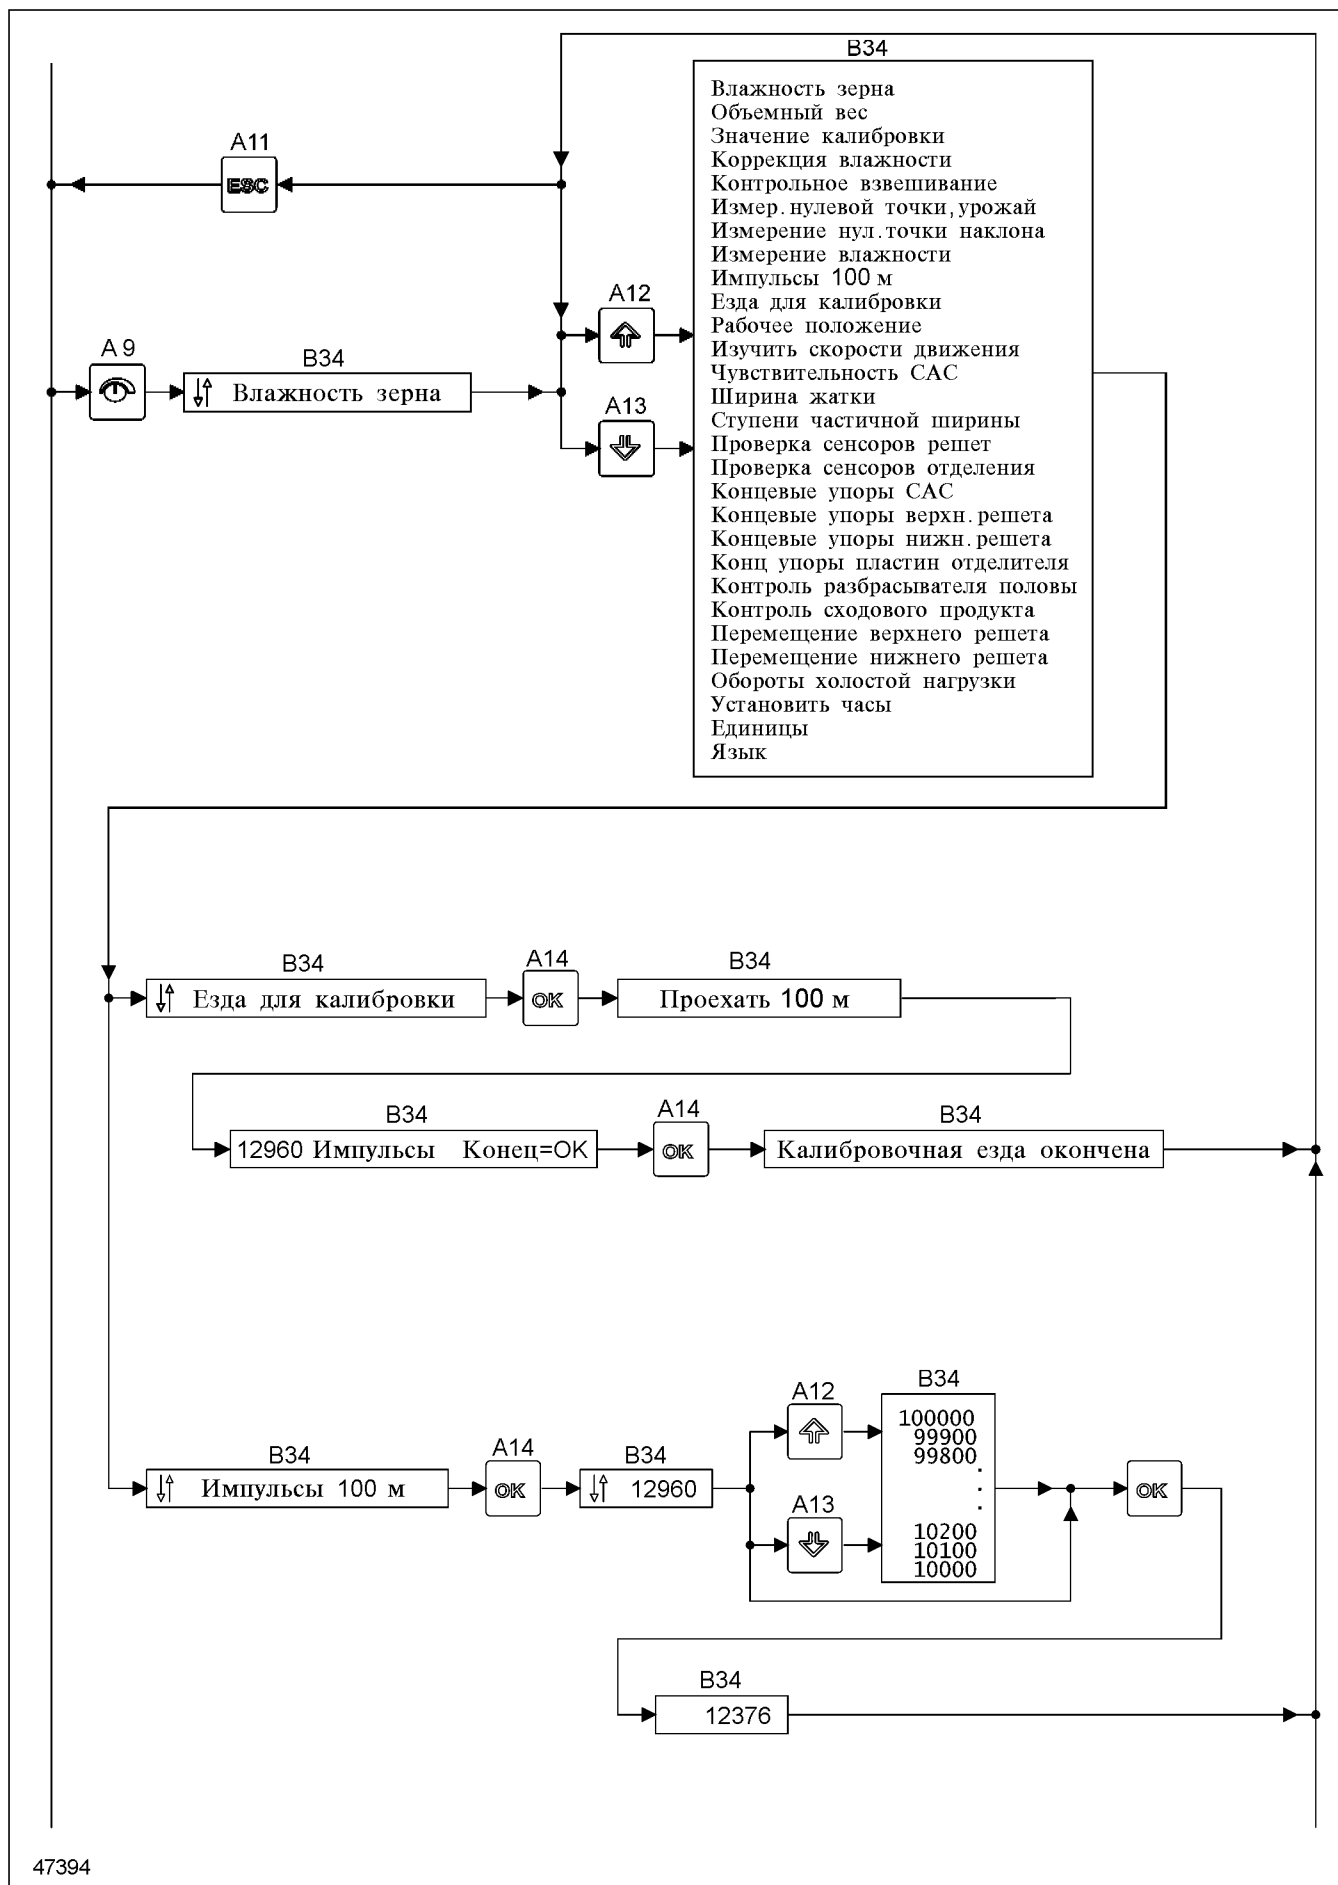 B34
Влажность зерна
Объемный вес
Значение калибровки
Коррекция влажности
Контрольное взвешивание
Измер.нулевой точки,урожай
Измерение нул.точки наклона
Измерение влажности
Импульсы 100 м
Езда для калибровки
Рабочее положение
Изучить скорости движения
Чувствительность САС
Ширина жатки
Ступени частичной ширины
Проверка сенсоров решет
Проверка сенсоров отделения
Концевые упоры САС
Концевые упоры верхн.решета
Концевые упоры нижн.решета
Конц упоры пластин отделителя
Контроль разбрасывателя половы
Контроль сходового продукта
Перемещение верхнего решета
Перемещение нижнего решета
Обороты холостой нагрузки
Установить часы
Единицы
Язык
A11
ESC
A12
A 9
B34
Влажность зерна
A13
B34
Езда для калибровки
A14
OK
B34
Проехать 100 м
B34
12960 Импульсы Конец=OK
A14
OK
B34
Калибровочная езда окончена
B34
Импульсы 100 м
A14
OK
B34
12960
A12
A13
B34
100000
99900
99800
.
.
.
10200
10100
10000
OK
B34
12376
47394